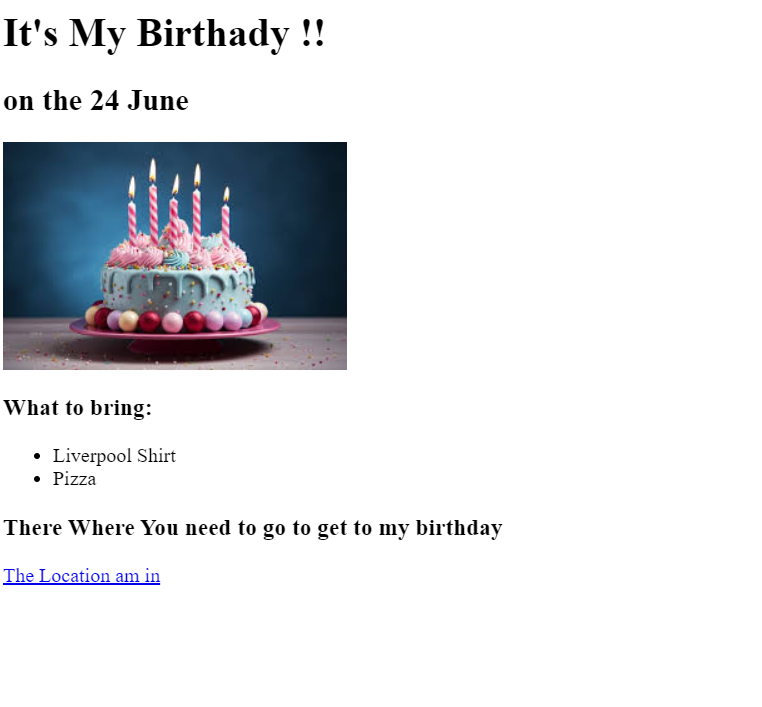 It's My Birthady !!
on the 24 June
What to bring:
Liverpool Shirt
Pizza
There Where You need to go to get to my birthday
The Location am in